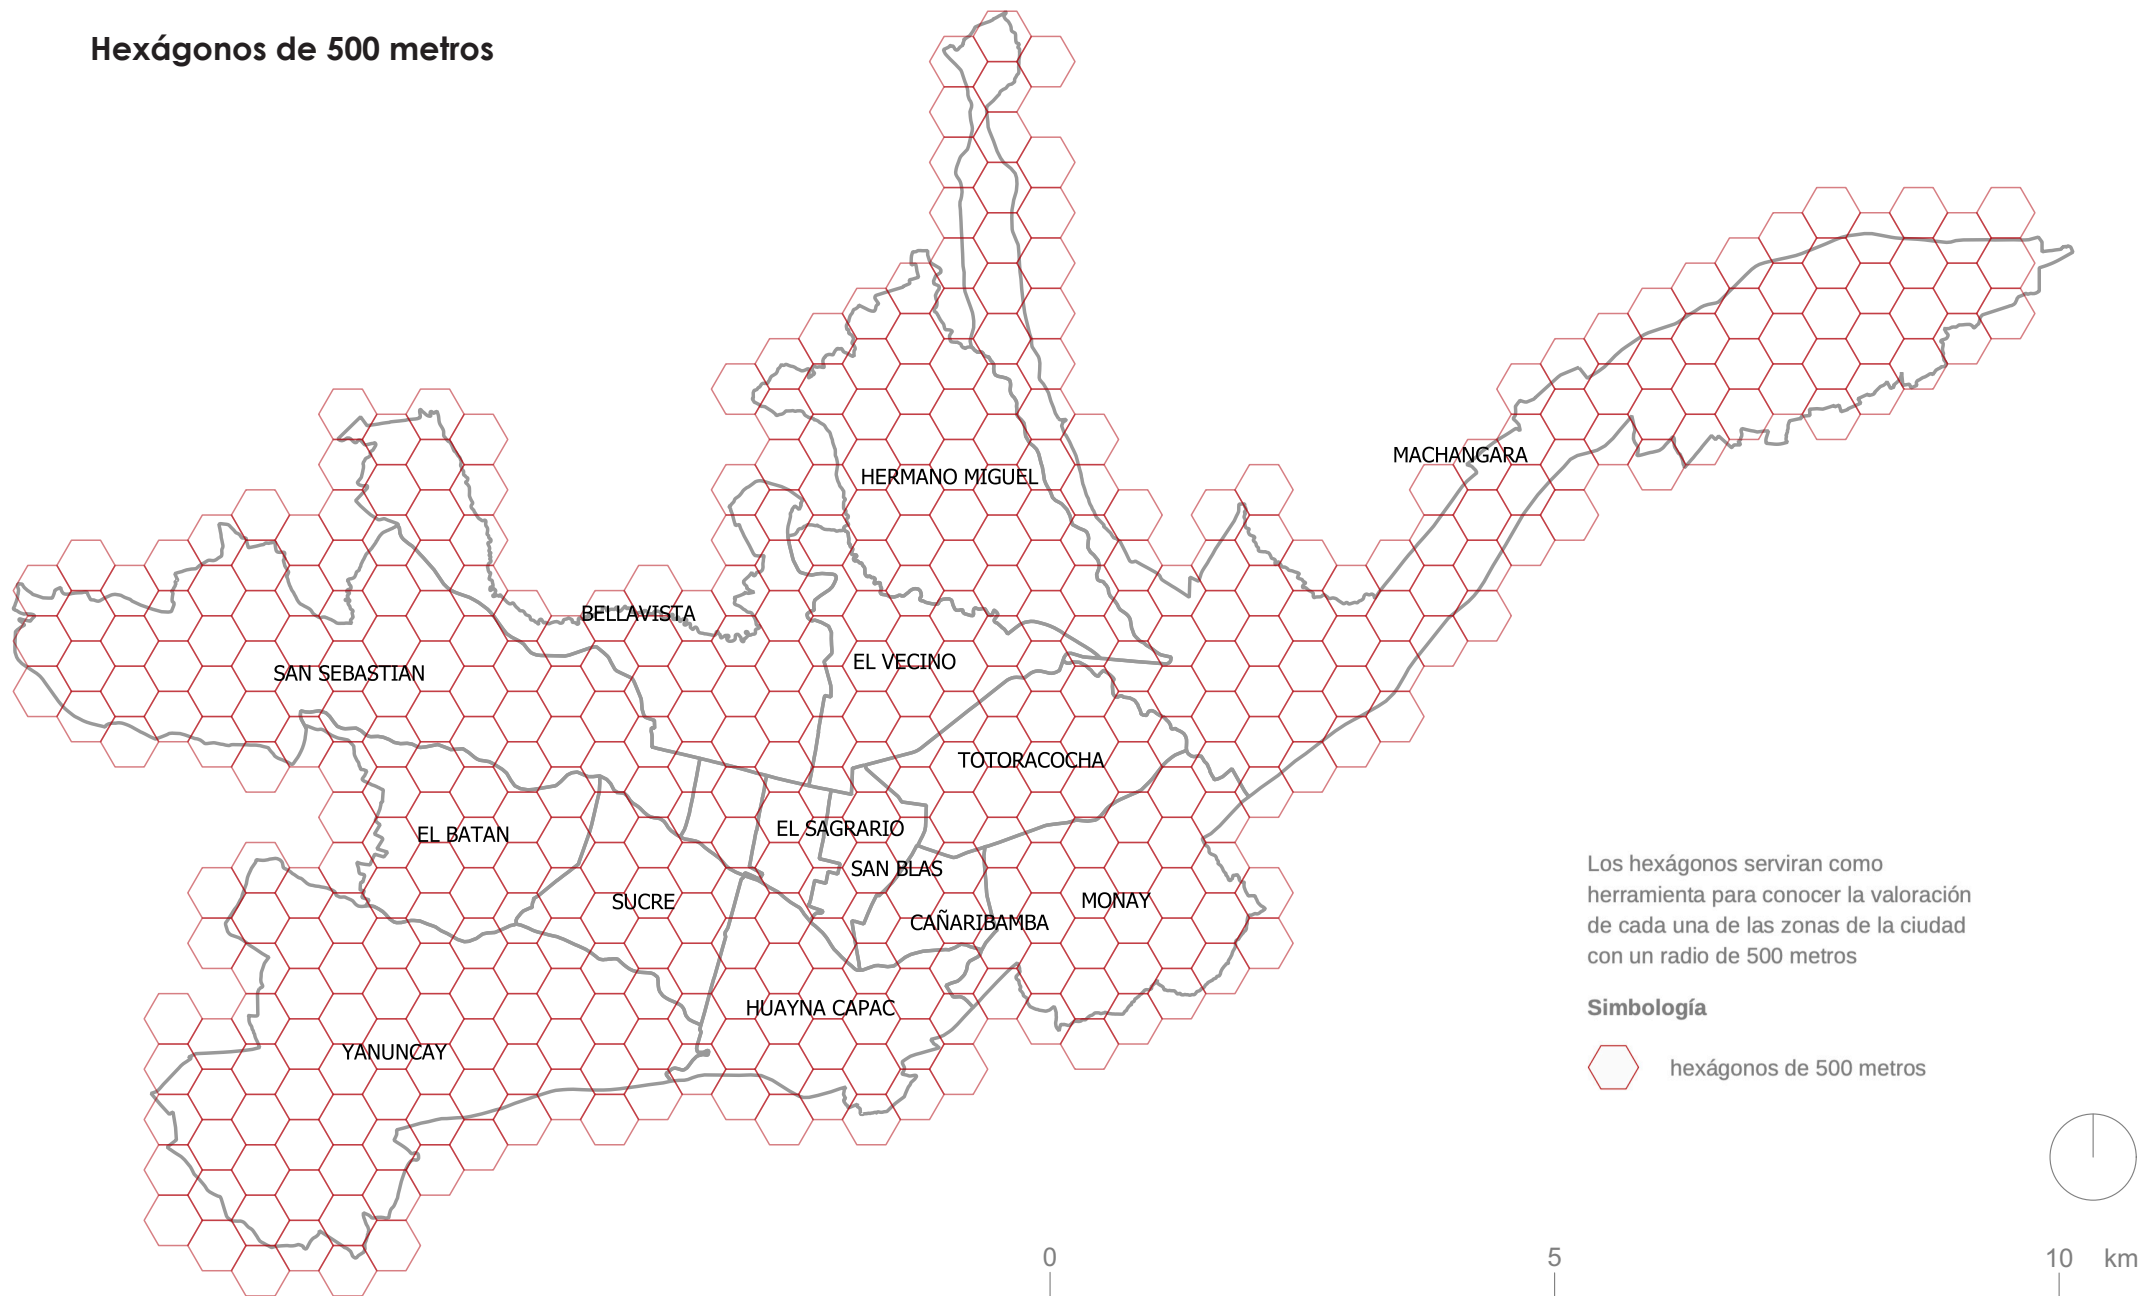 Hexágonos de 500 metros
MACHANGARA
HERMANO MIGUEL
BELLAVISTA
EL VECINO
SAN SEBASTIAN
TOTORACOCHA
EL SAGRARIO
EL BATAN
SAN BLAS
SUCRE
MONAY
CAÑARIBAMBA
HUAYNA CAPAC
YANUNCAY
Los hexágonos serviran como
herramienta para conocer la valoración
de cada una de las zonas de la ciudad
con un radio de 500 metros
Simbología
hexágonos de 500 metros
0 5 10 km